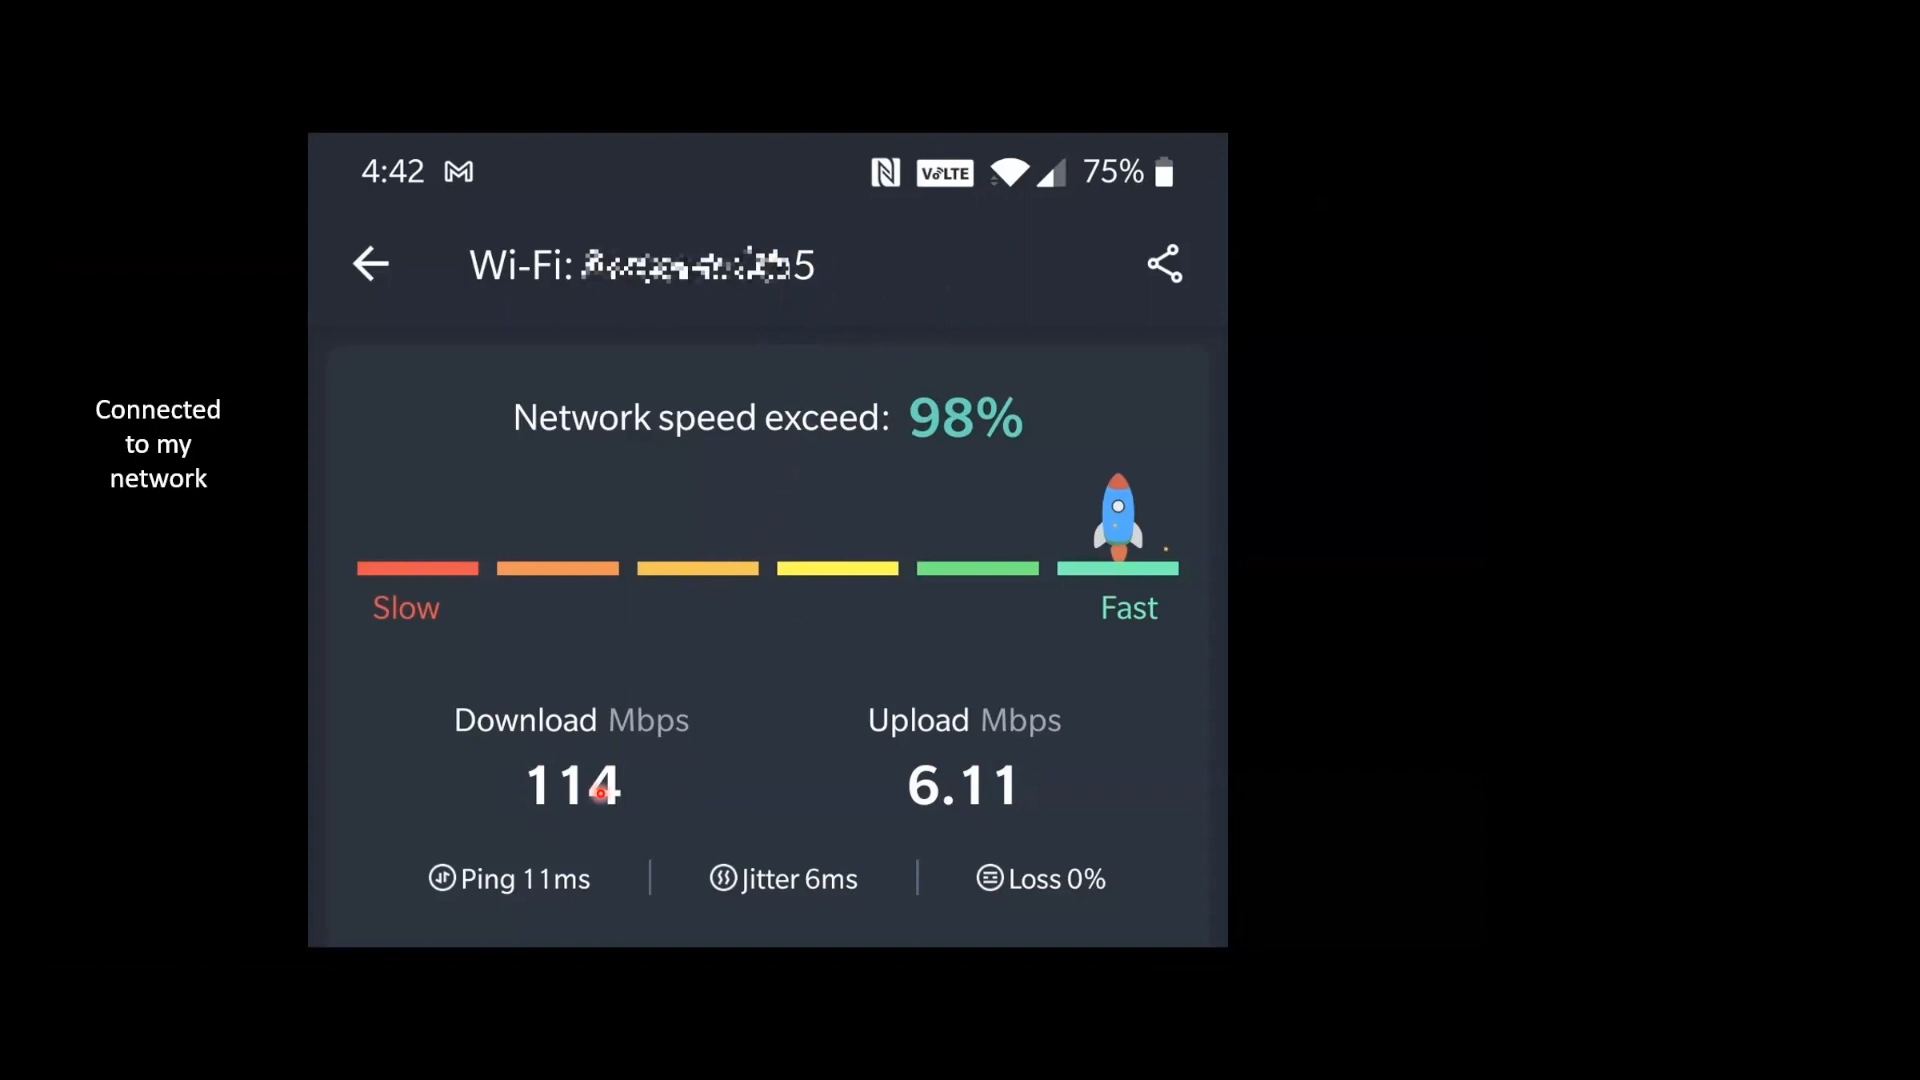 4:42
VoLTE
75%
Wi-Fi: 5
Connected
to my
network
Network speed exceed: 98%
Slow
Fast
Download Mbps
Upload Mbps
114
6.11
Ping 11ms
Jitter 6ms
Loss 0%